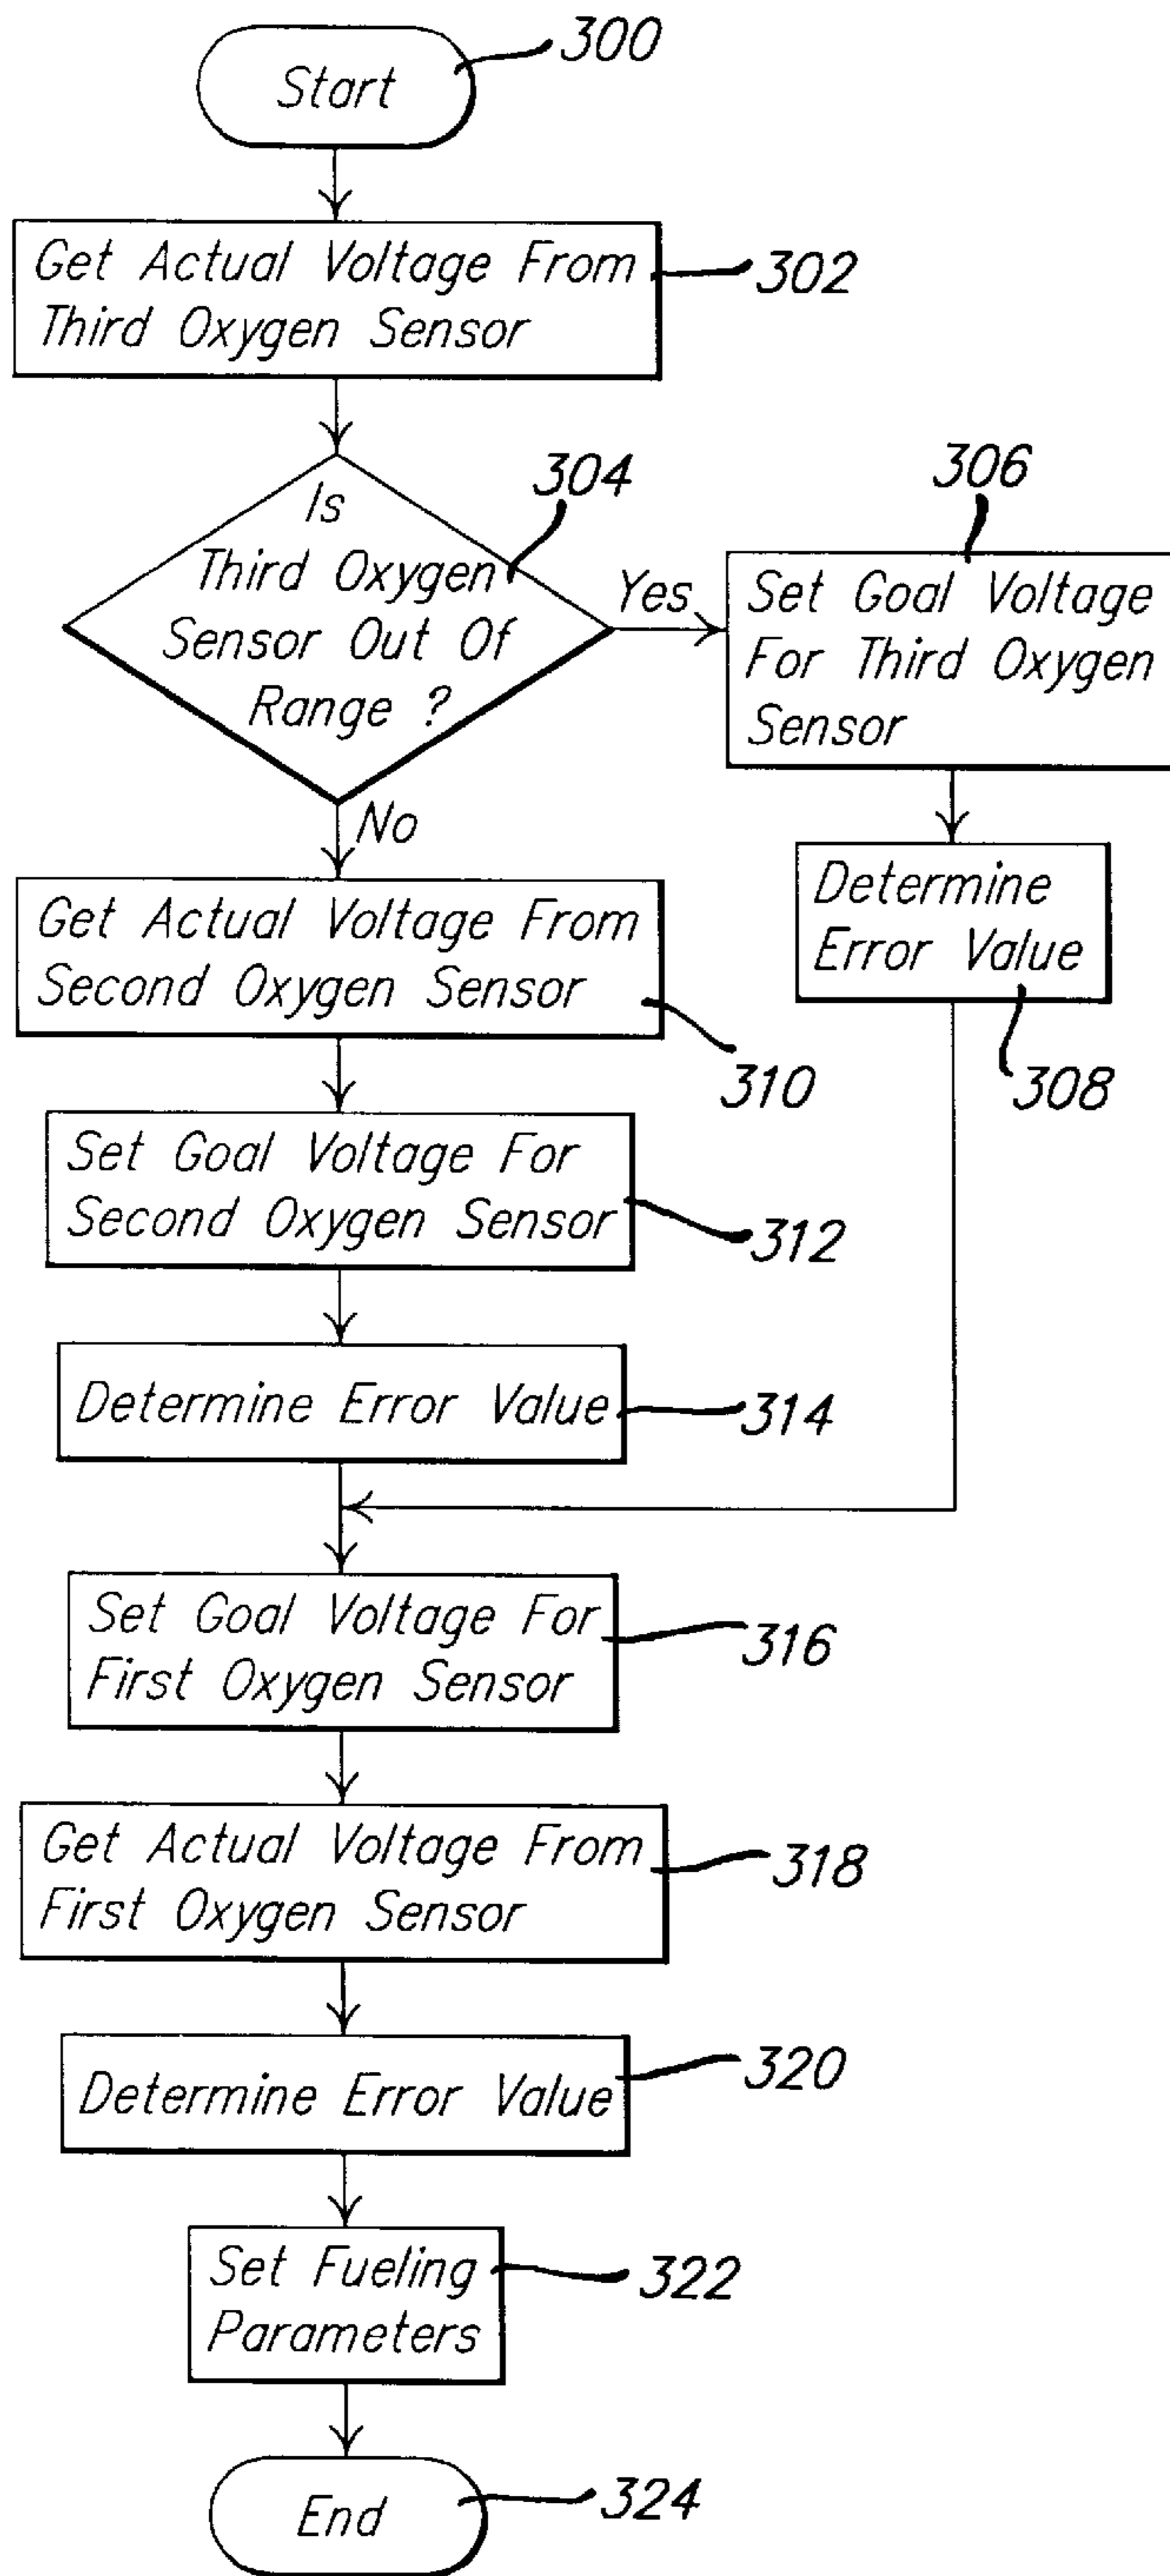 300
Start
Get Actual Voltage From
Third Oxygen Sensor
302
304
Is
Third Oxygen
Sensor Out Of
Range ?
Yes
306
Set Goal Voltage
For Third Oxygen
Sensor
No
Determine
Error Value
308
Get Actual Voltage From
Second Oxygen Sensor
310
Set Goal Voltage For
Second Oxygen Sensor
312
Determine Error Value
314
Set Goal Voltage For
First Oxygen Sensor
316
Get Actual Voltage From
First Oxygen Sensor
318
Determine Error Value
320
Set Fueling
Parameters
322
End
324